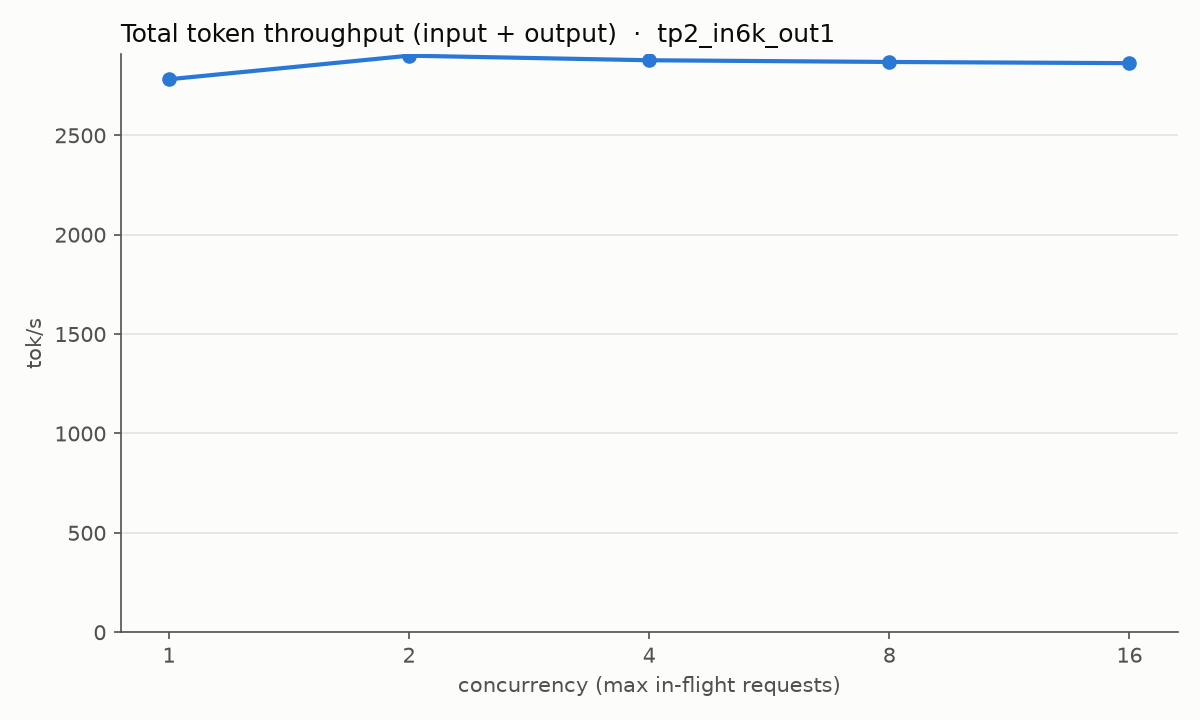 Total token throughput (input + output)  ·  tp2_in6k_out1
2500
2000
1500
1000
500
0
tok/s
1 2 4 8 16
concurrency (max in-flight requests)